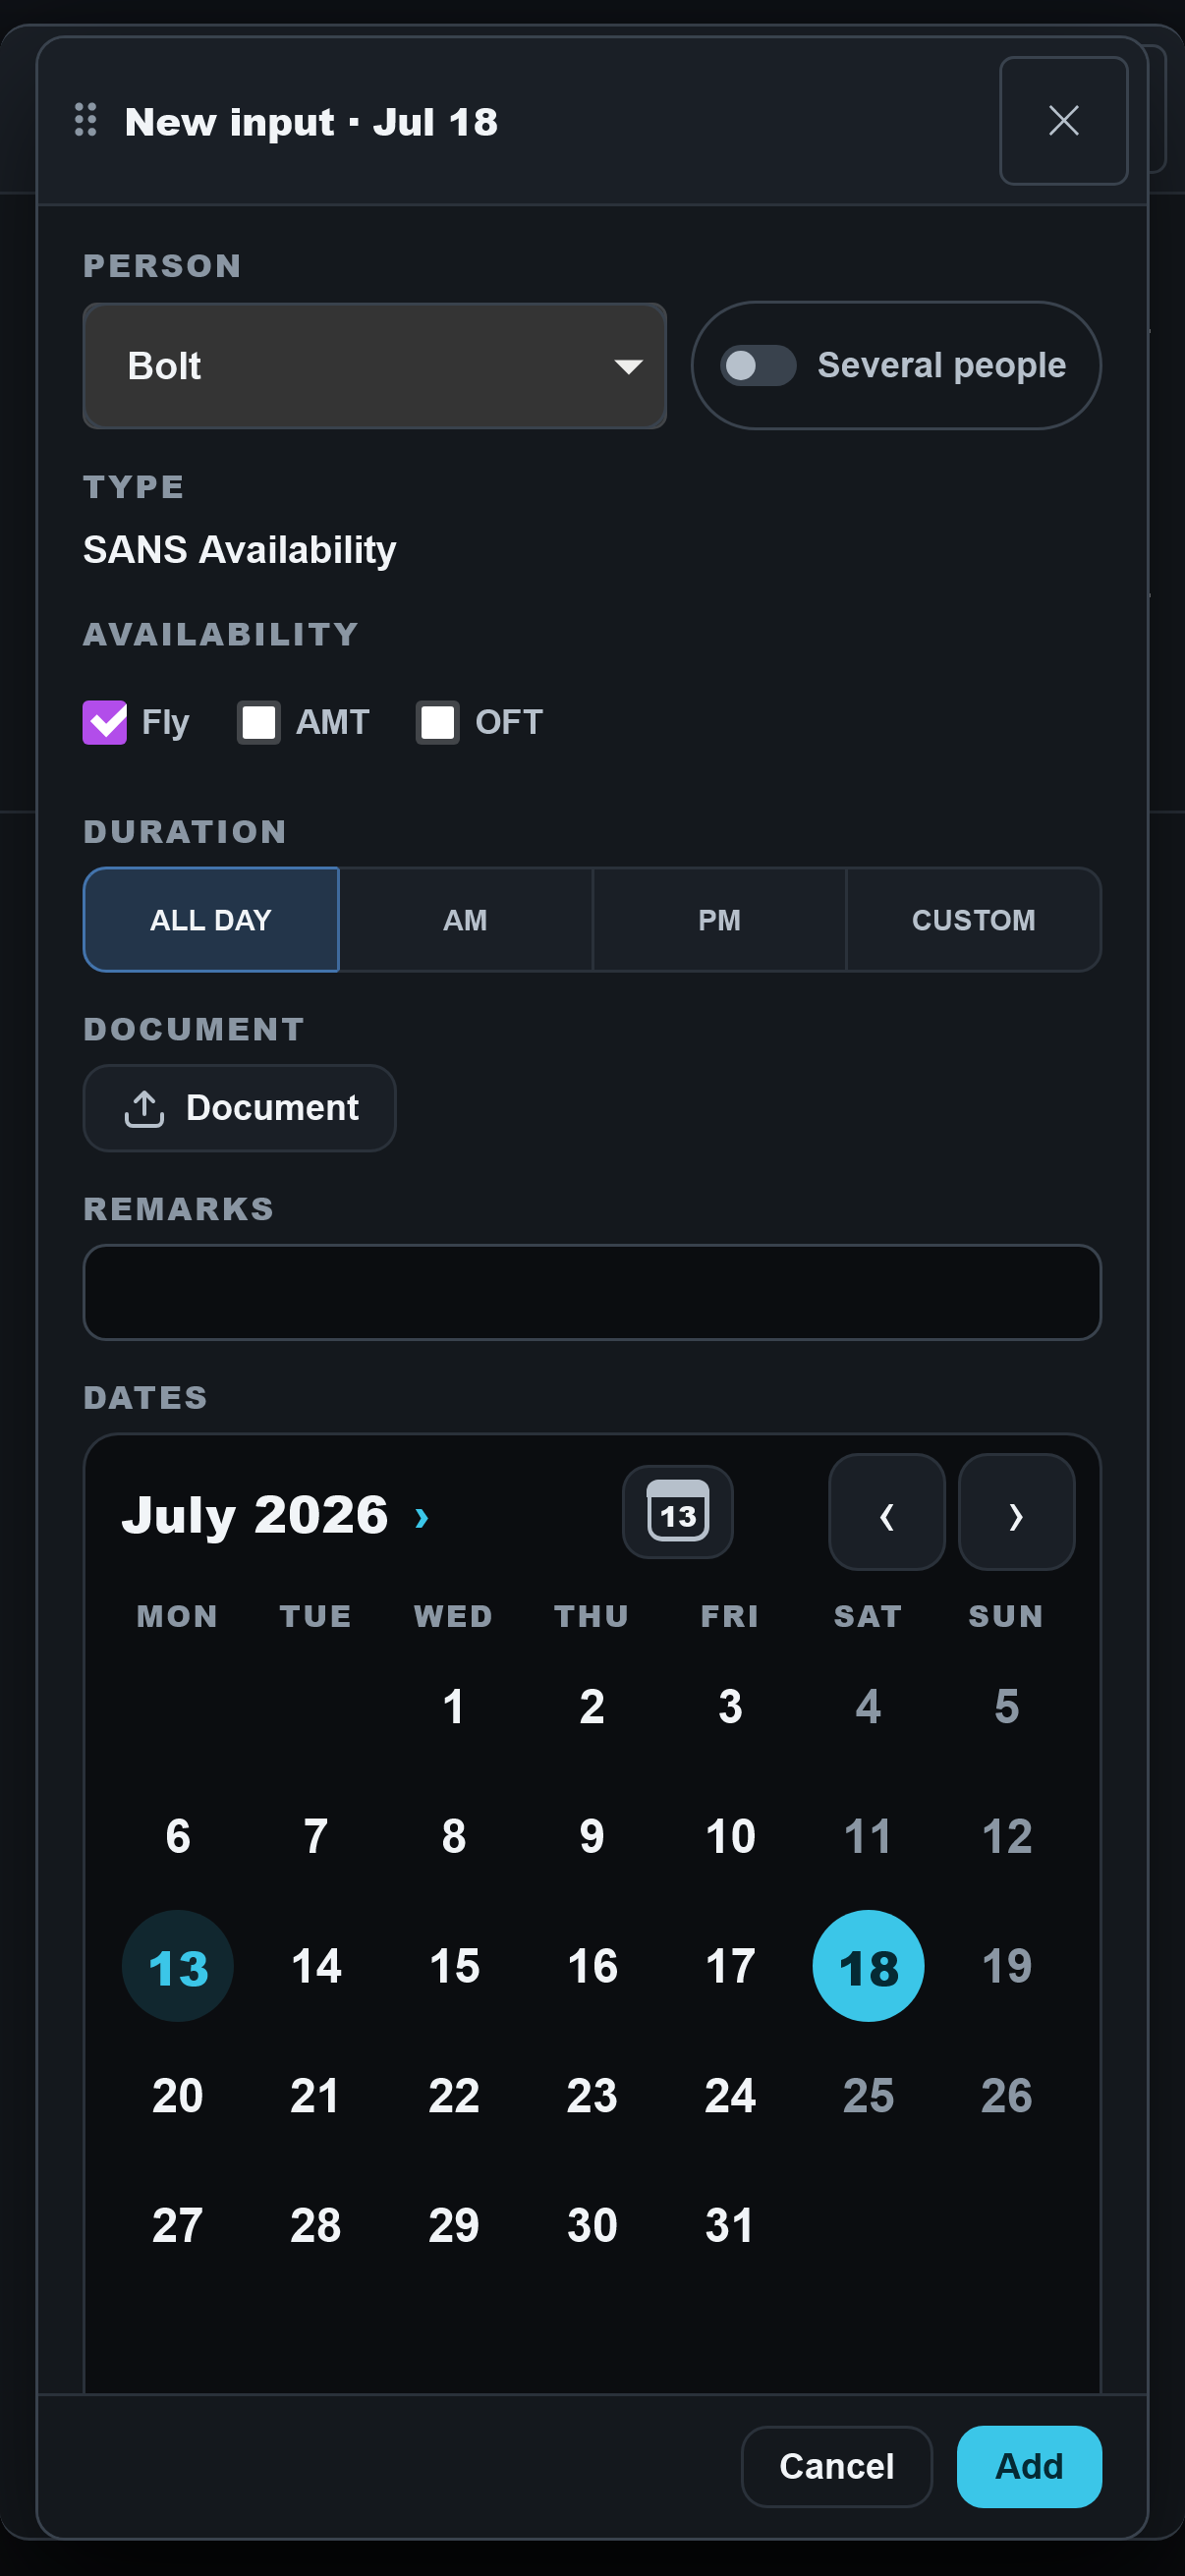 New input · Jul 18
PERSON
Bolt
Several people
TYPE
SANS Availability
AVAILABILITY
Fly AMT OFT
DURATION
ALL DAY AM PM CUSTOM
DOCUMENT
Document
REMARKS
DATES
July 2026 › 13 ‹ ›
MON TUE WED THU FRI SAT SUN
1 2 3 4 5
6 7 8 9 10 11 12
13 14 15 16 17 18 19
20 21 22 23 24 25 26
27 28 29 30 31
Cancel Add